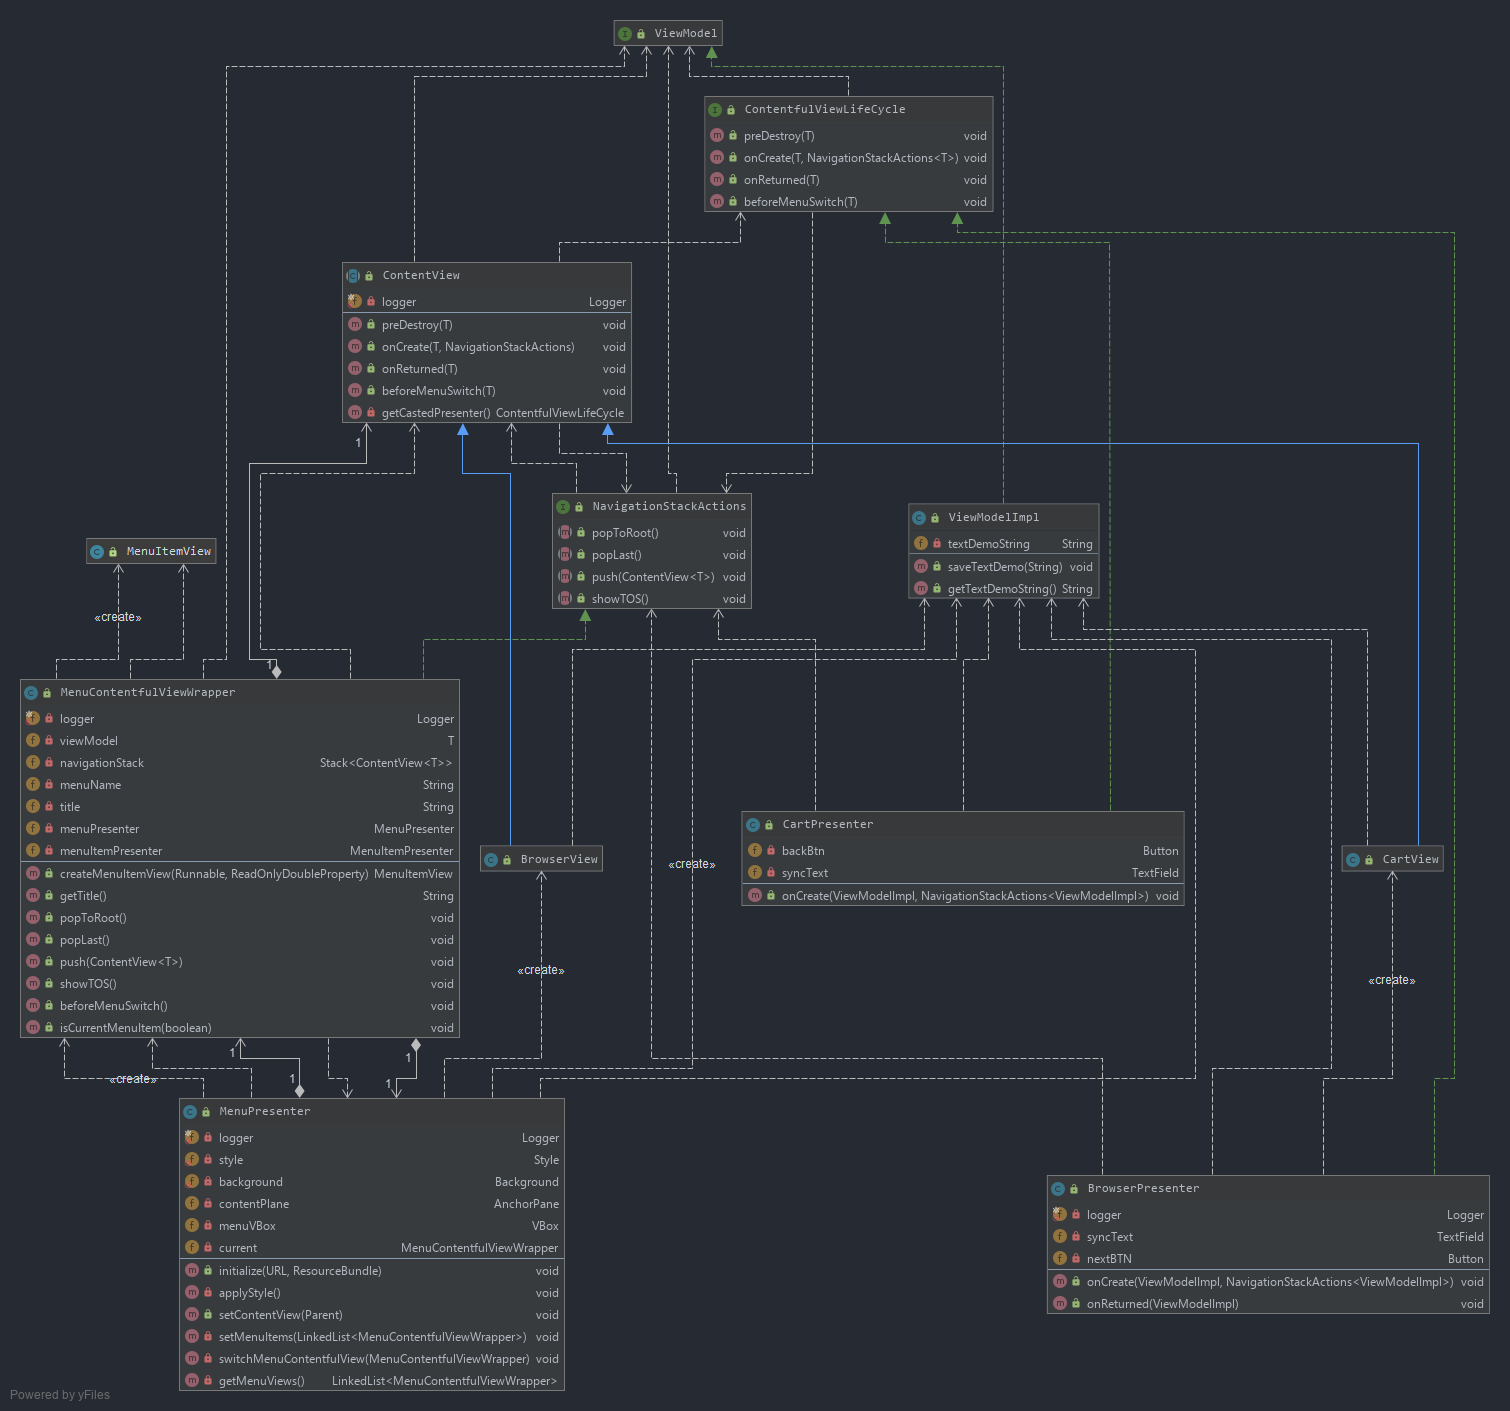 ViewModel
ContentfulViewLifeCycle
preDestroy(T) void
onCreate(T, NavigationStackActions<T>) void
onReturned(T) void
beforeMenuSwitch(T) void
ContentView
logger Logger
preDestroy(T) void
onCreate(T, NavigationStackActions) void
onReturned(T) void
beforeMenuSwitch(T) void
getCastedPresenter() ContentfulViewLifeCycle
1
NavigationStackActions
popToRoot() void
popLast() void
push(ContentView<T>) void
showTOS() void
ViewModelImpl
textDemoString String
saveTextDemo(String) void
getTextDemoString() String
MenuItemView
«create»
1
MenuContentfulViewWrapper
logger Logger
viewModel T
navigationStack Stack<ContentView<T>>
menuName String
title String
menuPresenter MenuPresenter
menuItemPresenter MenuItemPresenter
createMenuItemView(Runnable, ReadOnlyDoubleProperty) MenuItemView
getTitle() String
popToRoot() void
popLast() void
push(ContentView<T>) void
showTOS() void
beforeMenuSwitch() void
isCurrentMenuItem(boolean) void
BrowserView
«create»
CartPresenter
backBtn Button
syncText TextField
onCreate(ViewModelImpl, NavigationStackActions<ViewModelImpl>) void
CartView
«create»
«create»
1
1
«create»
1
1
MenuPresenter
logger Logger
style Style
background Background
contentPlane AnchorPane
menuVBox VBox
current MenuContentfulViewWrapper
initialize(URL, ResourceBundle) void
applyStyle() void
setContentView(Parent) void
setMenuItems(LinkedList<MenuContentfulViewWrapper>) void
switchMenuContentfulView(MenuContentfulViewWrapper) void
getMenuViews() LinkedList<MenuContentfulViewWrapper>
BrowserPresenter
logger Logger
syncText TextField
nextBTN Button
onCreate(ViewModelImpl, NavigationStackActions<ViewModelImpl>) void
onReturned(ViewModelImpl) void
Powered by yFiles